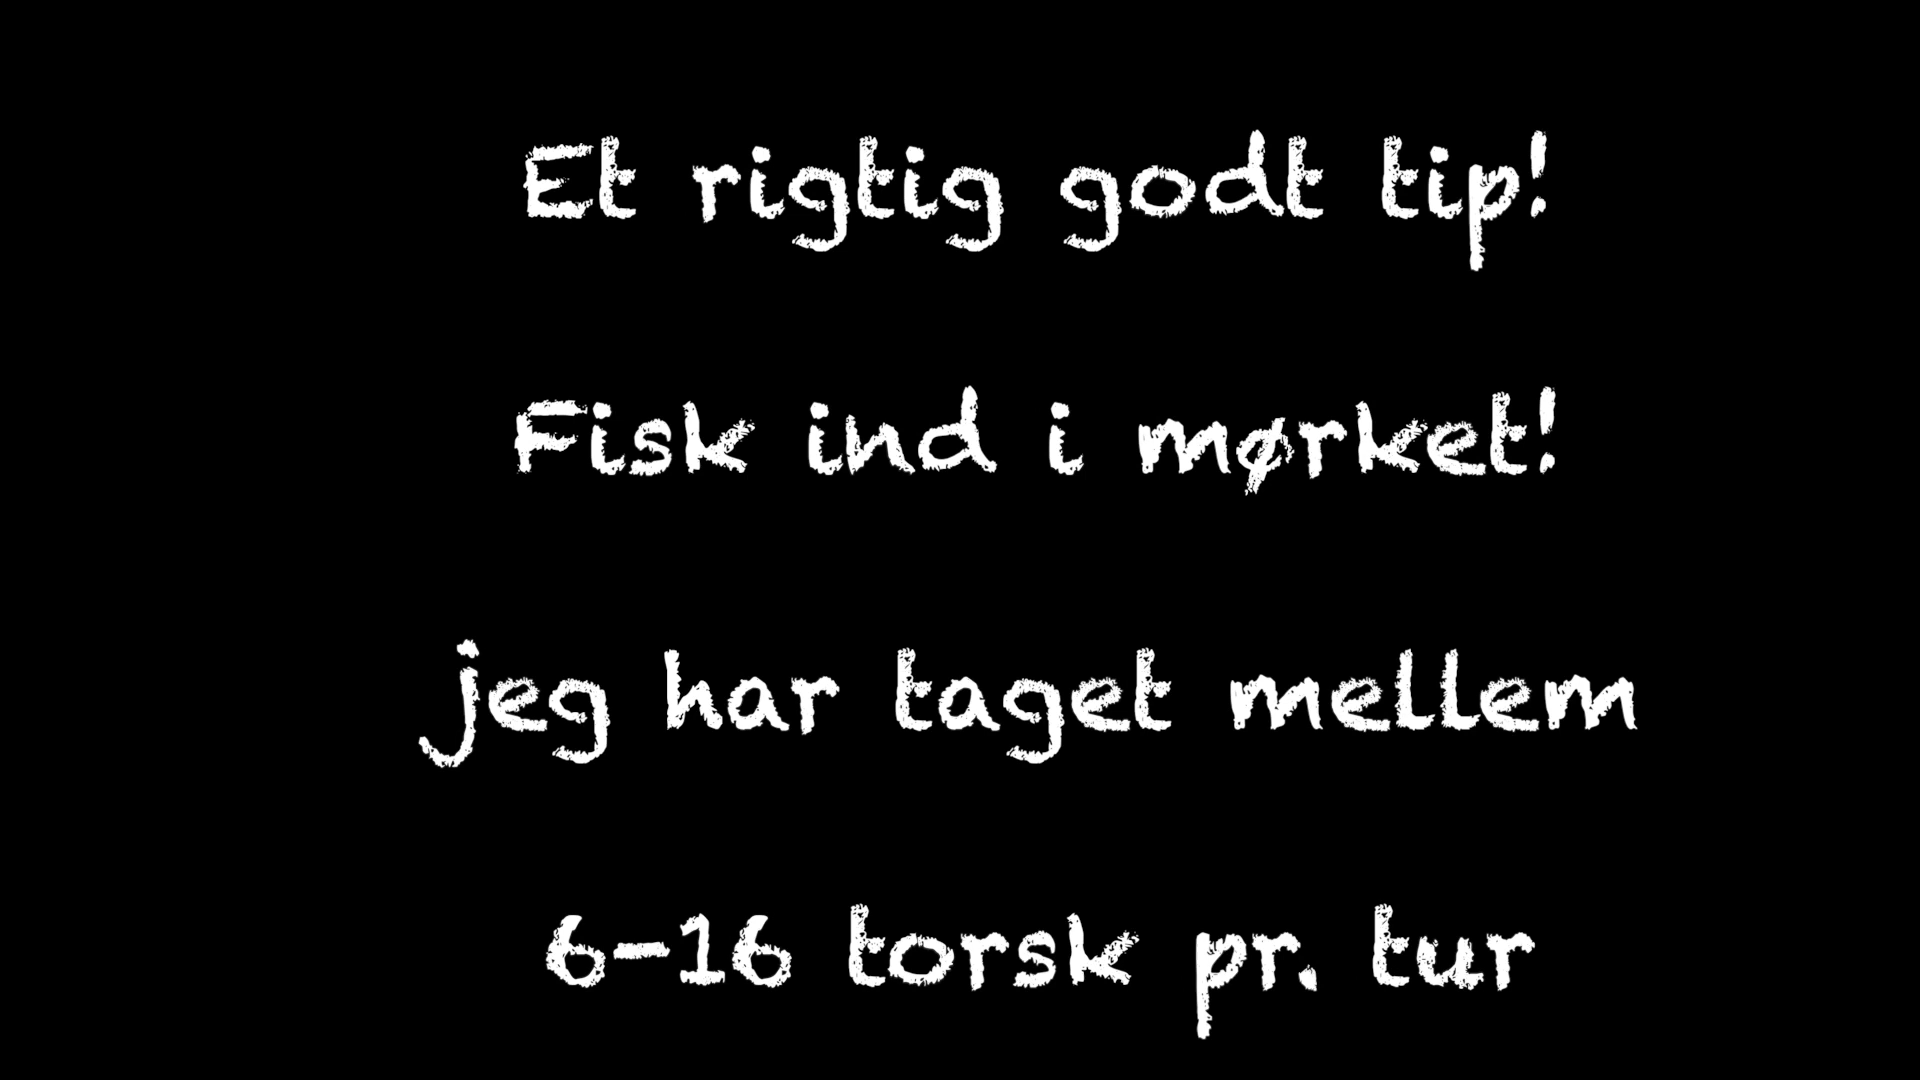 Et rigtig godt tip!
Fisk ind i mørket!
jeg har taget mellem
6-16 torsk pr. tur